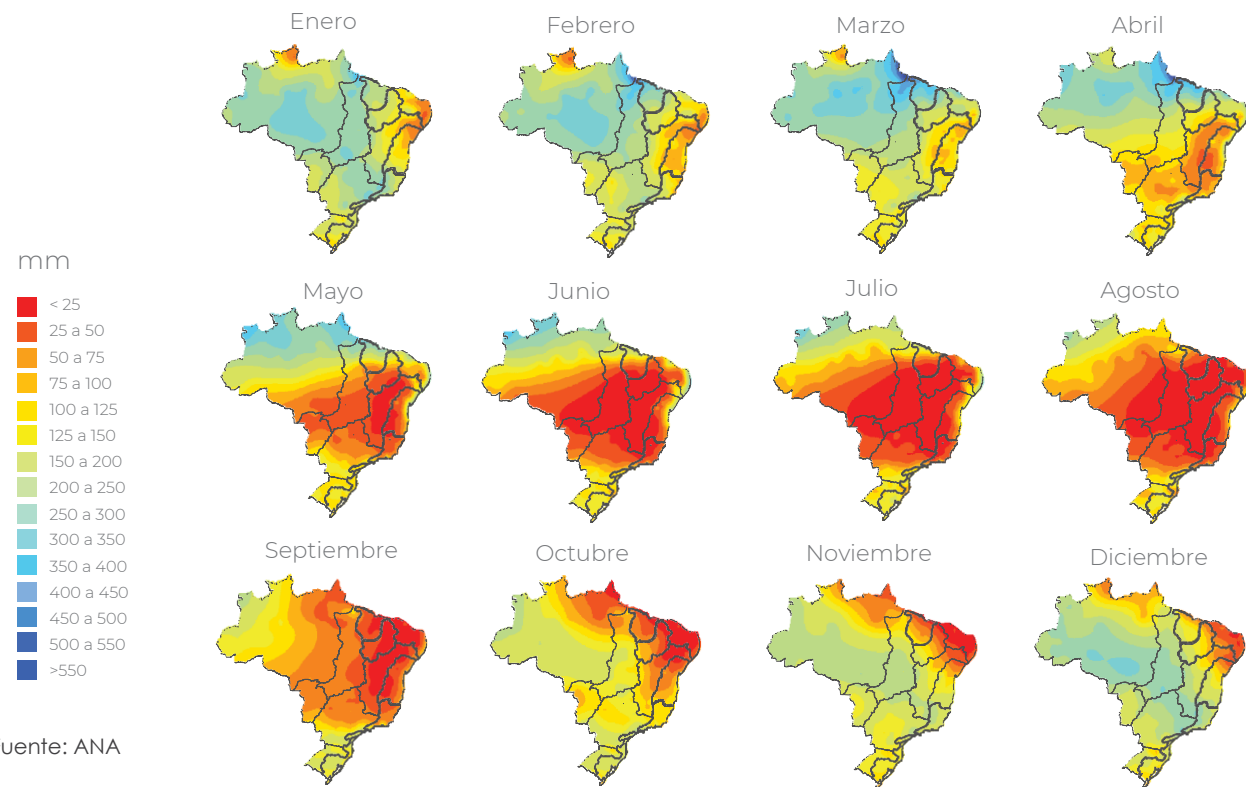 Enero
Febrero
Marzo
Abril
mm
< 25
25 a 50
50 a 75
75 a 100
100 a 125
125 a 150
150 a 200
200 a 250
250 a 300
300 a 350
350 a 400
400 a 450
450 a 500
500 a 550
>550
Mayo
Junio
Julio
Agosto
Septiembre
Octubre
Noviembre
Diciembre
uente: ANA